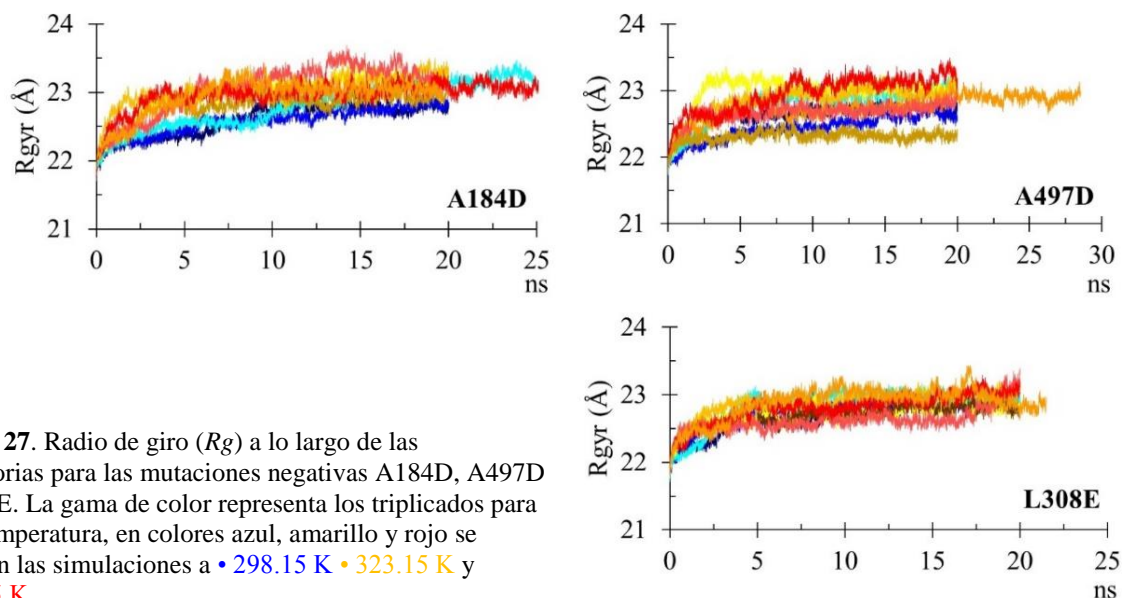 24
23
22
21
Rgyr (Å)
A184D
0 5 10 15 20 25
ns
24
23
22
21
Rgyr (Å)
A497D
0 5 10 15 20 25 30
ns
24
23
22
21
Rgyr (Å)
L308E
0 5 10 15 20 25
ns
27. Radio de giro (Rg) a lo largo de las
orias para las mutaciones negativas A184D, A497D
E. La gama de color representa los triplicados para
mperatura, en colores azul, amarillo y rojo se
n las simulaciones a • 298.15 K • 323.15 K y
K